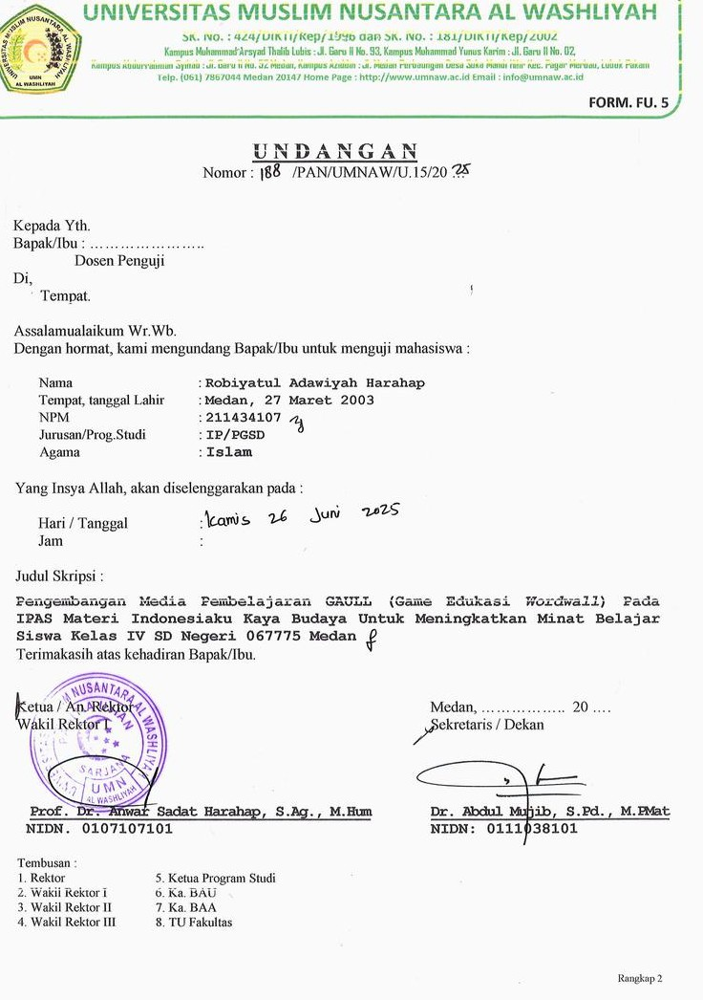 UNIVERSITAS MUSLIM NUSANTARA AL WASHLIYAH
SK. No. : 424/DIKTI/Kep/1996 dan SK. No. : 181/DIKTI/Kep/2002
Kampus Muhammad Arsyad Thalib Lubis : Jl. Garu II No. 93, Kampus Muhammad Yunus Karim : Jl. Garu II No. 02,
Kampus Abdurrahman Syihab : Jl. Garu II No. 52 Medan, Kampus Aziddin : Jl. Medan Perbaungan Desa Suka Mandi Hilir Kec. Pagar Merbau, Lubuk Pakam
Telp. (061) 7867044 Medan 20147 Home Page : http://www.umnaw.ac.id Email : info@umnaw.ac.id
UNIVERSITAS MUSLIM NUSANTARA AL WASHLIYAH
UMN
AL WASHLIYAH
FORM. FU. 5
UNDANGAN
Nomor : 188 /PAN/UMNAW/U.15/20 25
Kepada Yth.
Bapak/Ibu : ......................
Dosen Penguji
Di,
Tempat.
Assalamualaikum Wr.Wb.
Dengan hormat, kami mengundang Bapak/Ibu untuk menguji mahasiswa :
Nama : Robiyatul Adawiyah Harahap
Tempat, tanggal Lahir : Medan, 27 Maret 2003
NPM : 211434107
Jurusan/Prog.Studi : IP/PGSD
Agama : Islam
Yang Insya Allah, akan diselenggarakan pada :
Hari / Tanggal : Kamis 26 Juni 2025
Jam :
Judul Skripsi :
Pengembangan Media Pembelajaran GAULL (Game Edukasi Wordwall) Pada
IPAS Materi Indonesiaku Kaya Budaya Untuk Meningkatkan Minat Belajar
Siswa Kelas IV SD Negeri 067775 Medan
Terimakasih atas kehadiran Bapak/Ibu.
Ketua / An. Rektor
Wakil Rektor I
NUSANTARA AL WASHLIYAH
SARJANA
UMN
AL WASHLIYAH
Prof. Dr. Anwar Sadat Harahap, S.Ag., M.Hum
NIDN. 0107107101
Medan, ................. 20 ....
Sekretaris / Dekan
Dr. Abdul Mujib, S.Pd., M.PMat
NIDN: 0111038101
Tembusan :
1. Rektor
2. Wakil Rektor I
3. Wakil Rektor II
4. Wakil Rektor III
5. Ketua Program Studi
6. Ka. BAU
7. Ka. BAA
8. TU Fakultas
Rangkap 2